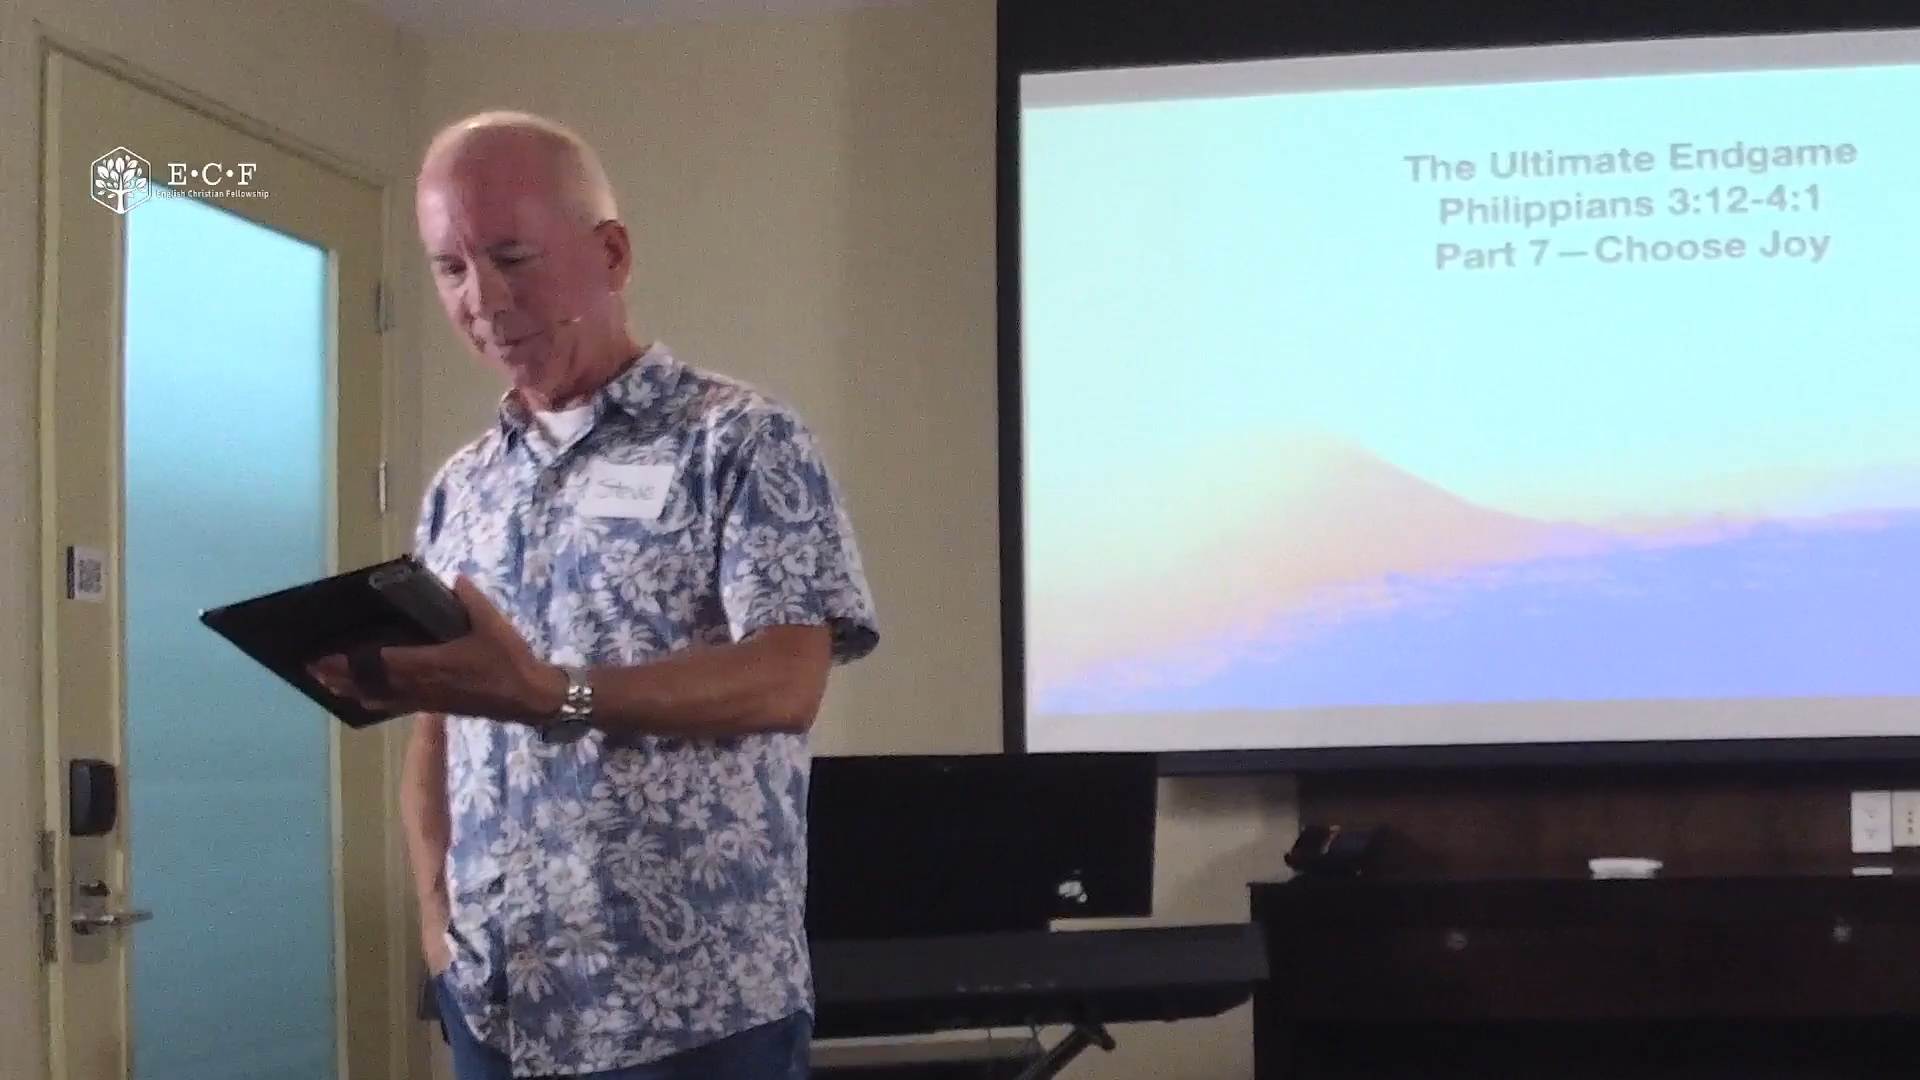 E·C·F
English Christian Fellowship
The Ultimate Endgame
Philippians 3:12-4:1
Part 7—Choose Joy
Steve